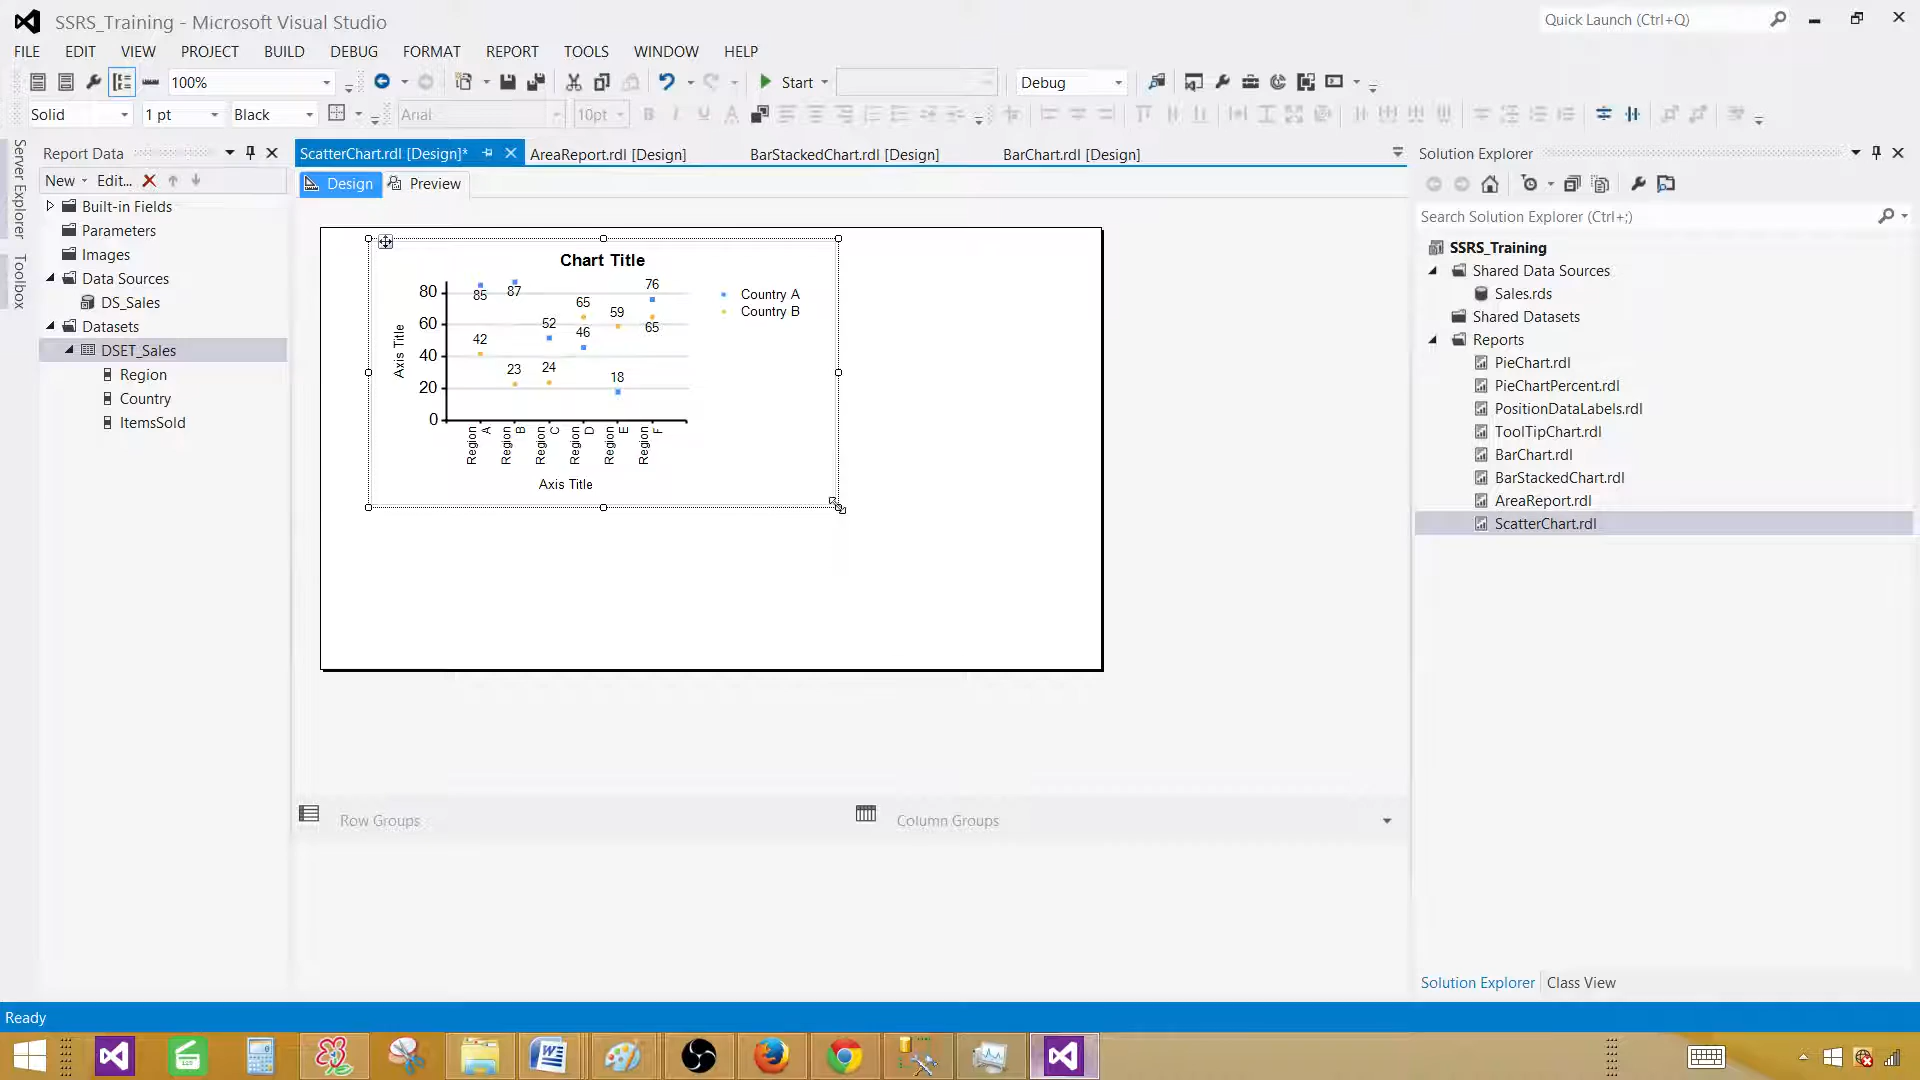 SSRS_Training - Microsoft Visual Studio
Quick Launch (Ctrl+Q)
FILE EDIT VIEW PROJECT BUILD DEBUG FORMAT REPORT TOOLS WINDOW HELP
100% Start Debug
Solid 1 pt Black Arial 10pt B I U A
Server Explorer
Toolbox
Report Data
New Edit...
Built-in Fields
Parameters
Images
Data Sources
DS_Sales
Datasets
DSET_Sales
Region
Country
ItemsSold
ScatterChart.rdl [Design]* AreaReport.rdl [Design] BarStackedChart.rdl [Design] BarChart.rdl [Design]
Design Preview
Chart Title
Axis Title
80
60
40
20
0
85 87 76
65
59
52
46 65
42
23 24
18
Country A
Country B
Region A
Region B
Region C
Region D
Region E
Region F
Axis Title
Row Groups
Column Groups
Solution Explorer
Search Solution Explorer (Ctrl+;)
SSRS_Training
Shared Data Sources
Sales.rds
Shared Datasets
Reports
PieChart.rdl
PieChartPercent.rdl
PositionDataLabels.rdl
ToolTipChart.rdl
BarChart.rdl
BarStackedChart.rdl
AreaReport.rdl
ScatterChart.rdl
Solution Explorer Class View
Ready